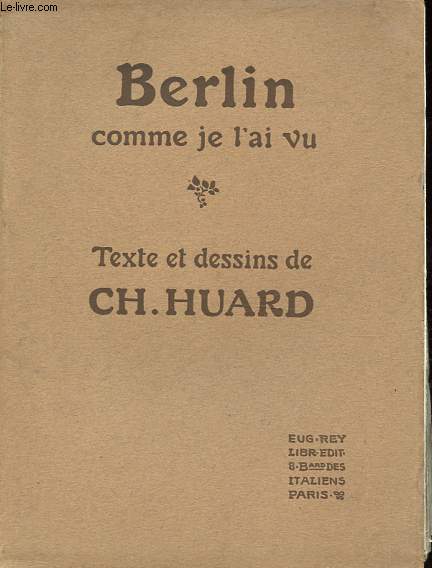 Le-livre.com
Berlin
comme je l'ai vu
Texte et dessins de
CH. HUARD
EUG·REY
LIBR·EDIT·
8·BARD DES
ITALIENS
PARIS·